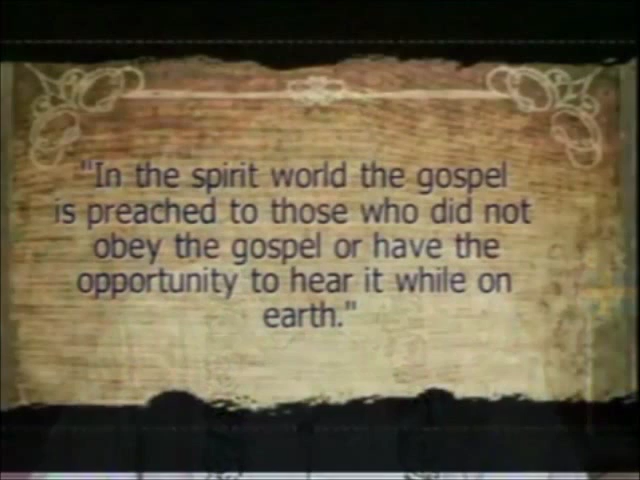 "In the spirit world the gospel
is preached to those who did not
obey the gospel or have the
opportunity to hear it while on
earth."